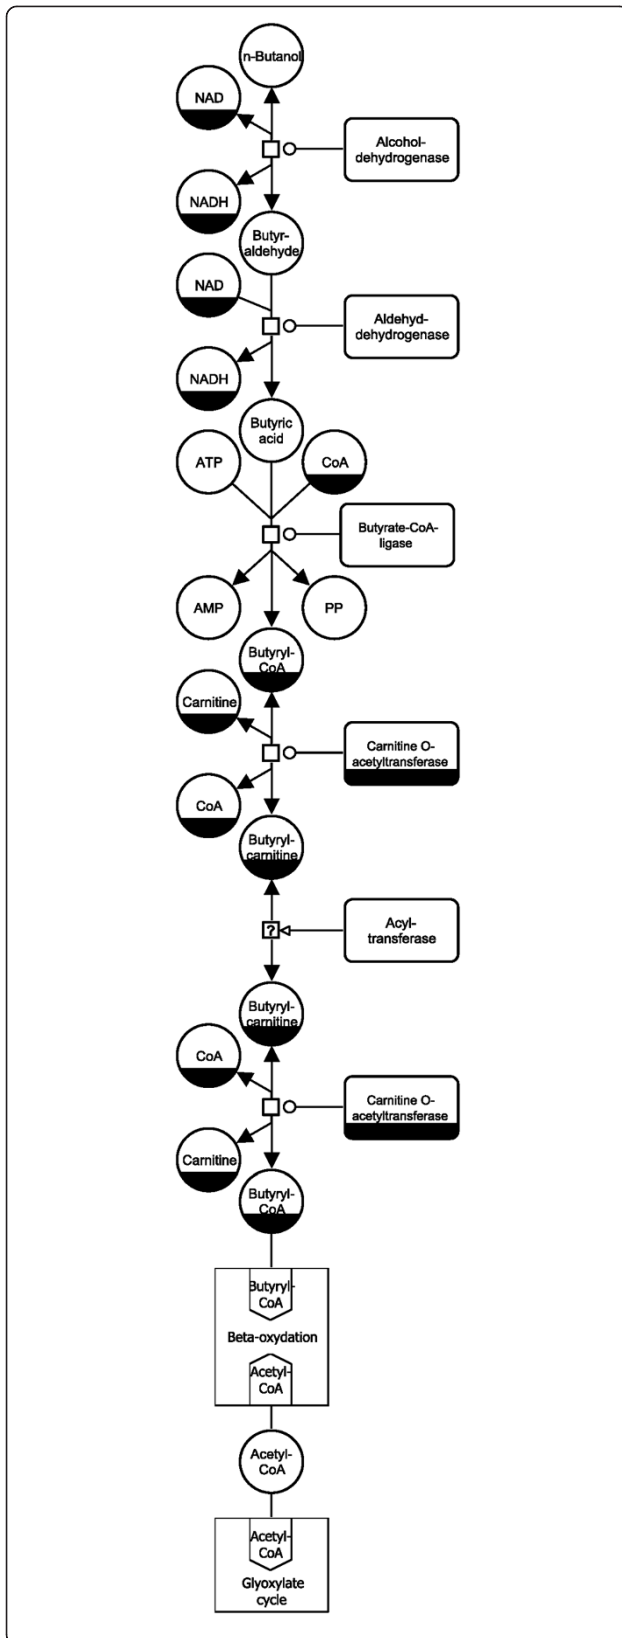 n-Butanol
NAD
Alcohol-
dehydrogenase
NADH
Butyr-
aldehyde
NAD
Aldehyd-
dehydrogenase
NADH
Butyric
acid
ATP
CoA
Butyrate-CoA-
ligase
AMP
PP
Butyryl-
CoA
Carnitine
Carnitine O-
acetyltransferase
CoA
Butyryl-
carnitine
?
Acyl-
transferase
Butyryl-
carnitine
CoA
Carnitine O-
acetyltransferase
Carnitine
Butyryl-
CoA
Butyryl-
CoA
Beta-oxydation
Acetyl-
CoA
Acetyl-
CoA
Acetyl-
CoA
Glyoxylate
cycle